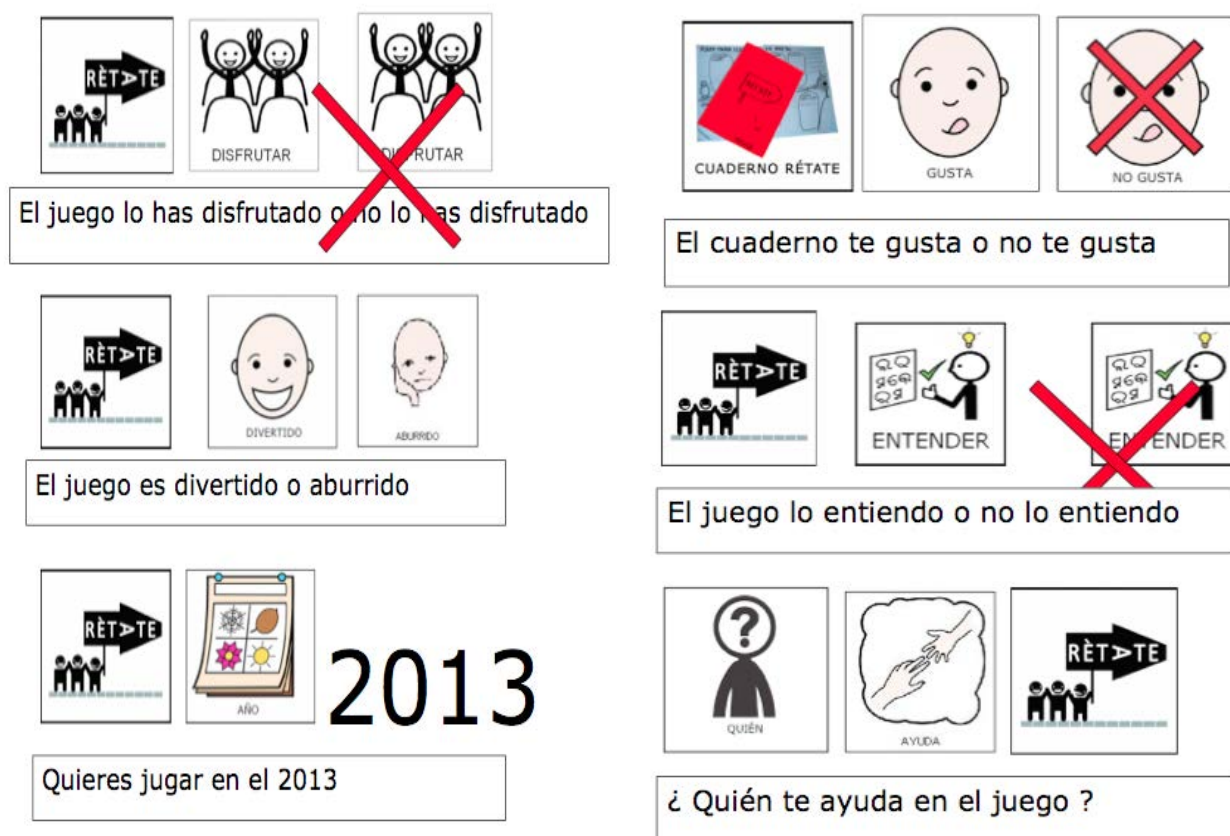 RÈTATE
DISFRUTAR
DISFRUTAR
El juego lo has disfrutado o no lo has disfrutado
RÈTATE
DIVERTIDO
ABURRIDO
El juego es divertido o aburrido
RÈTATE
AÑO
2013
Quieres jugar en el 2013
CUADERNO RÉTATE
GUSTA
NO GUSTA
El cuaderno te gusta o no te gusta
RÈTATE
ENTENDER
ENTENDER
El juego lo entiendo o no lo entiendo
QUIÉN
AYUDA
RÈTATE
¿ Quién te ayuda en el juego ?